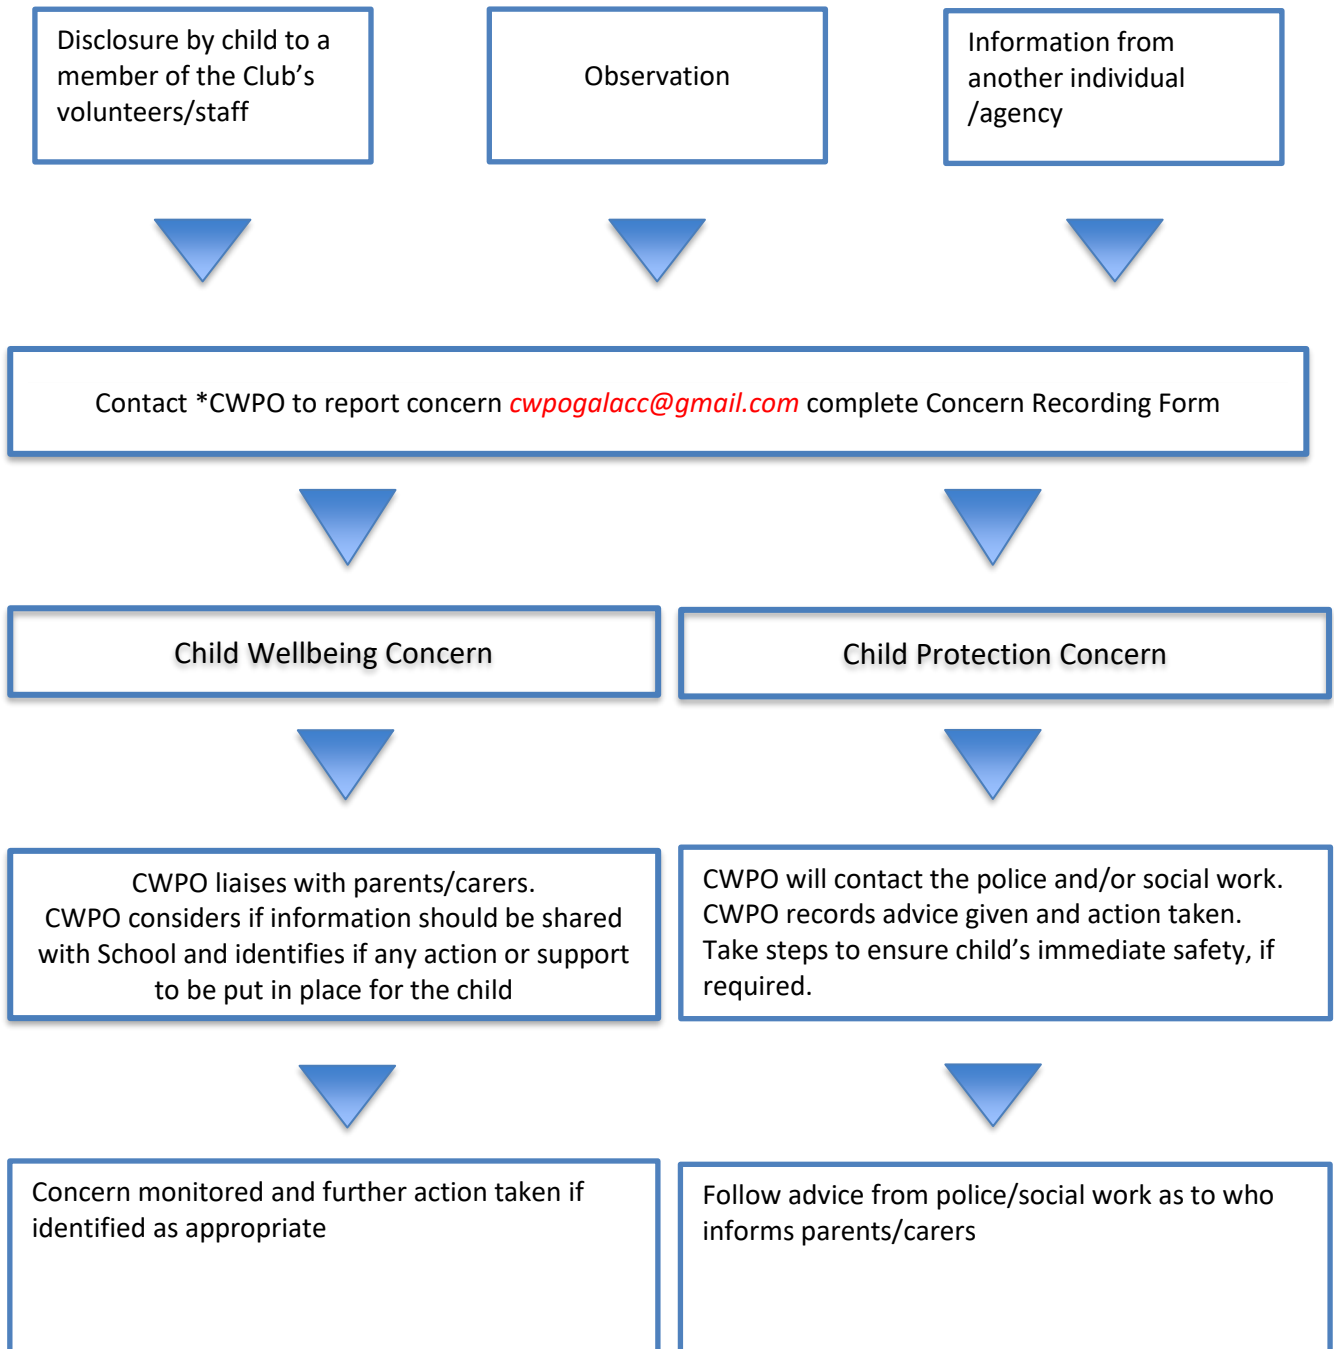 Disclosure by child to a
member of the Club’s
volunteers/staff
Observation
Information from
another individual
/agency
Contact *CWPO to report concern cwpogalacc@gmail.com complete Concern Recording Form
Child Wellbeing Concern
Child Protection Concern
CWPO liaises with parents/carers.
CWPO considers if information should be shared
with School and identifies if any action or support
to be put in place for the child
CWPO will contact the police and/or social work.
CWPO records advice given and action taken.
Take steps to ensure child’s immediate safety, if
required.
Concern monitored and further action taken if
identified as appropriate
Follow advice from police/social work as to who
informs parents/carers